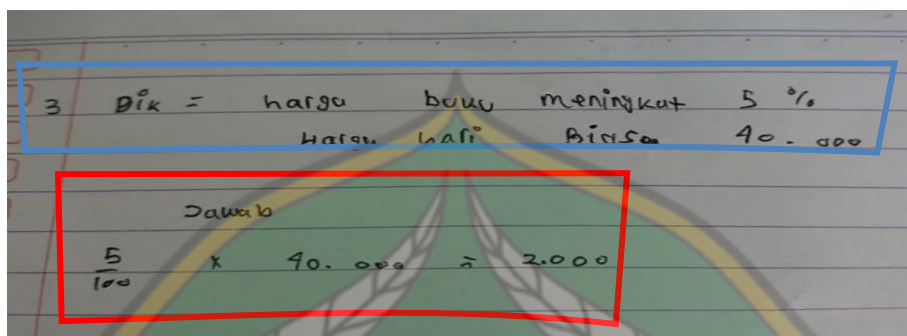 3 Dik = harga buku meningkat 5 %
Harga hari Biasa 40.000
Jawab
5/100 x 40.000 = 2.000